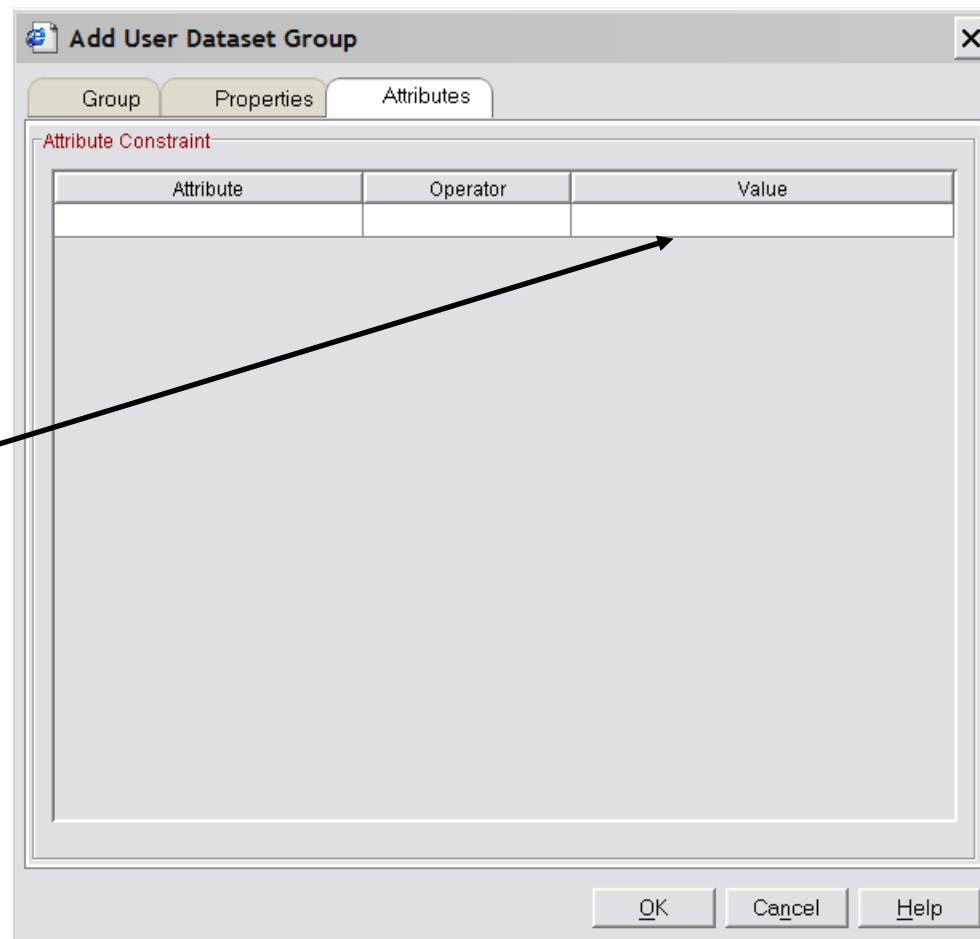 Add User Dataset Group
Group Properties Attributes
Attribute Constraint
Attribute Operator Value
OK Cancel Help